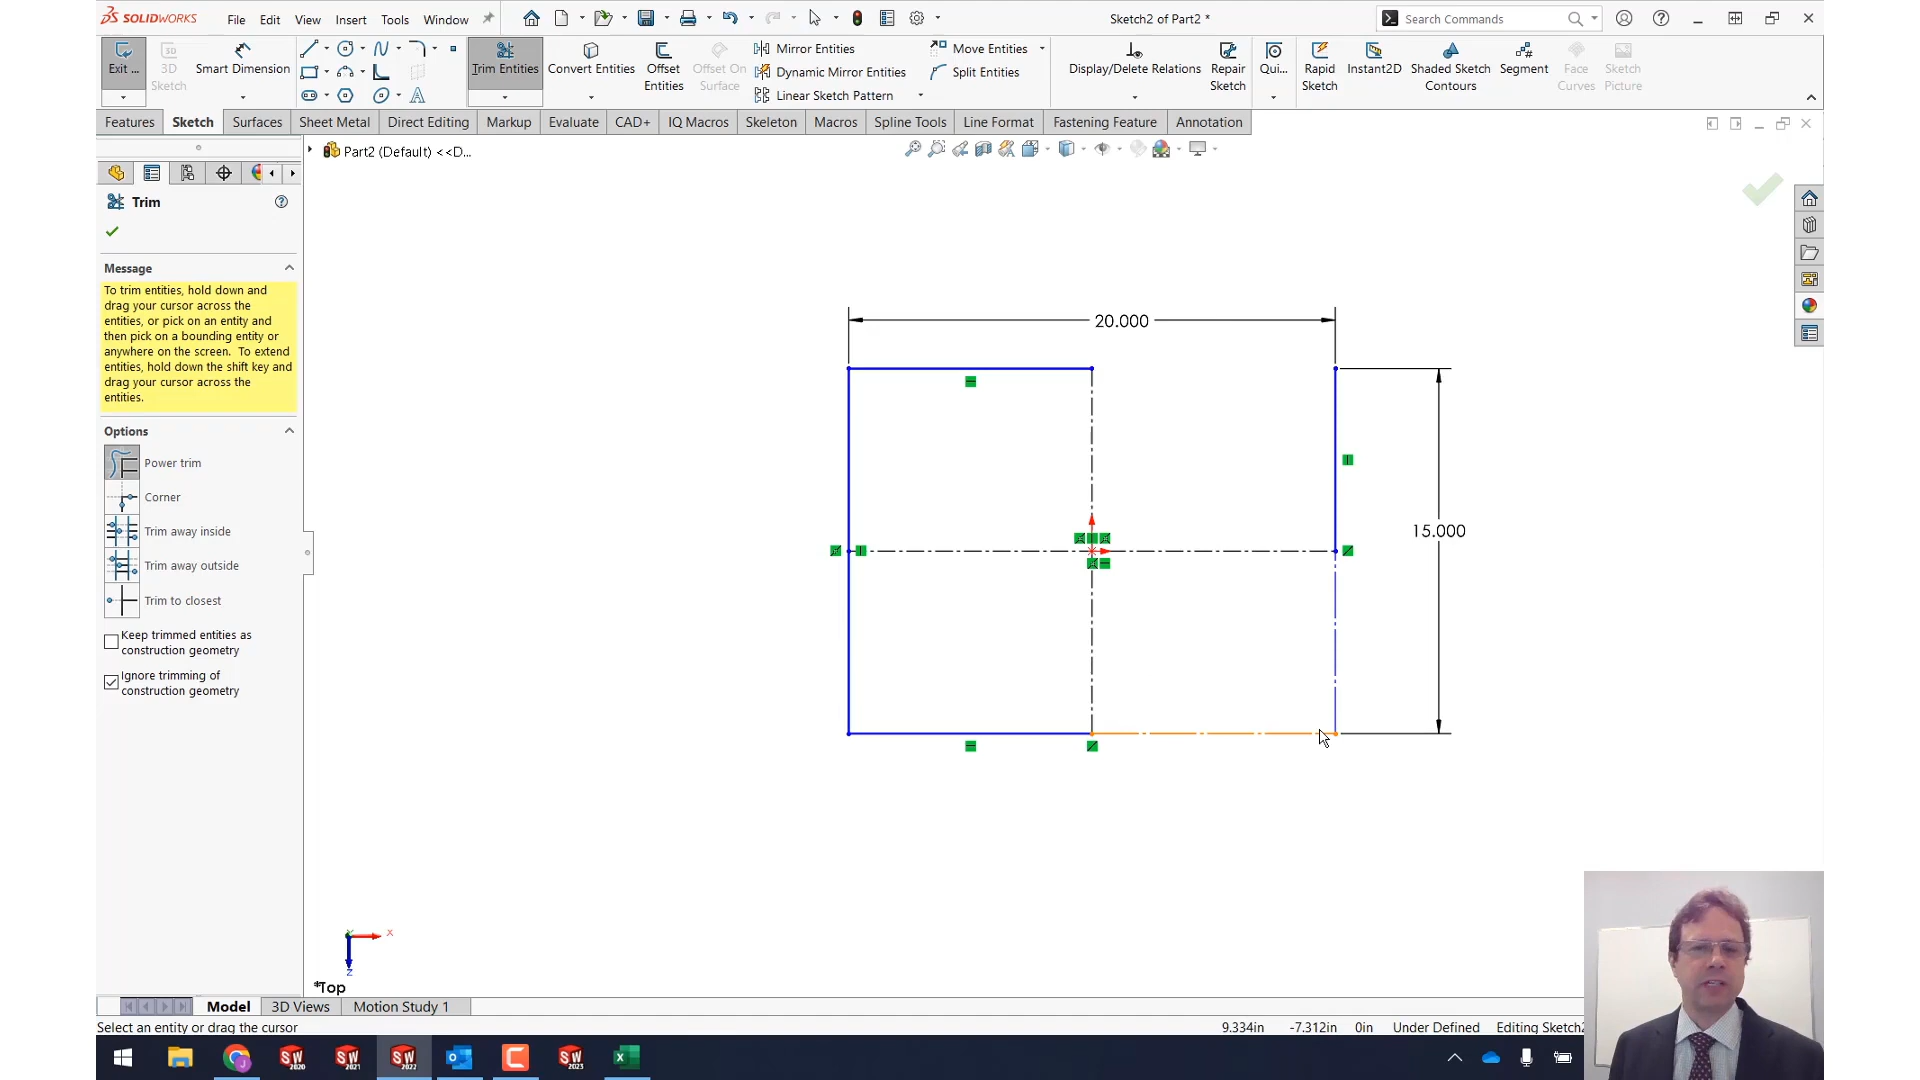 SOLIDWORKS File Edit View Insert Tools Window Sketch2 of Part2 * Search Commands
Exit ... 3D Sketch Smart Dimension Trim Entities Convert Entities Offset Entities Offset On Surface Mirror Entities Dynamic Mirror Entities Linear Sketch Pattern Move Entities Split Entities Display/Delete Relations Repair Sketch Qui... Rapid Sketch Instant2D Shaded Sketch Contours Segment Face Curves Sketch Picture
Features Sketch Surfaces Sheet Metal Direct Editing Markup Evaluate CAD+ IQ Macros Skeleton Macros Spline Tools Line Format Fastening Feature Annotation
Part2 (Default) <<D...
Trim
Message
To trim entities, hold down and
drag your cursor across the
entities, or pick on an entity and
then pick on a bounding entity or
anywhere on the screen. To extend
entities, hold down the shift key and
drag your cursor across the
entities.
Options
Power trim
Corner
Trim away inside
Trim away outside
Trim to closest
Keep trimmed entities as
construction geometry
Ignore trimming of
construction geometry
20.000
15.000
x
z
*Top
Model 3D Views Motion Study 1
Select an entity or drag the cursor 9.334in -7.312in 0in Under Defined Editing Sketch2
SW 2020 SW 2021 SW 2022 SW 2023